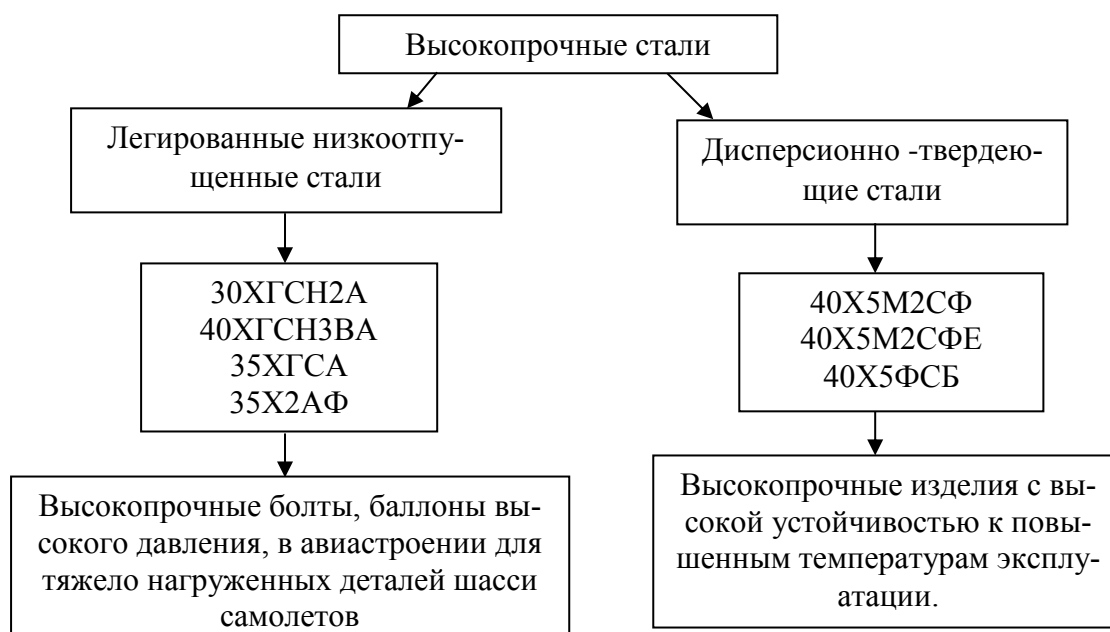 Высокопрочные стали
Легированные низкоотпу-
щенные стали
Дисперсионно -твердею-
щие стали
30ХГСН2А
40ХГСН3ВА
35ХГСА
35Х2АФ
40Х5М2СФ
40Х5М2СФЕ
40Х5ФСБ
Высокопрочные болты, баллоны вы-
сокого давления, в авиастроении для
тяжело нагруженных деталей шасси
самолетов
Высокопрочные изделия с вы-
сокой устойчивостью к повы-
шенным температурам эксплу-
атации.